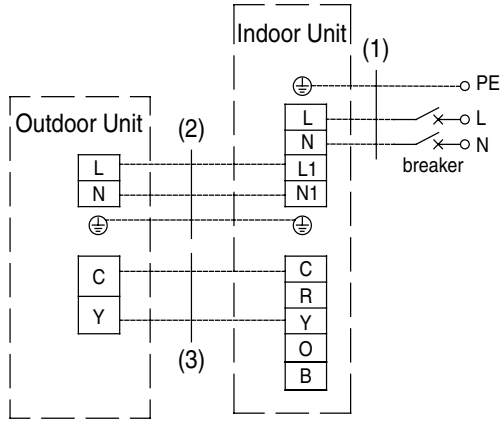 Indoor Unit
(1)
PE
L
L
N
N
breaker
Outdoor Unit
(2)
L
L1
N
N1
C
C
R
Y
Y
O
B
(3)